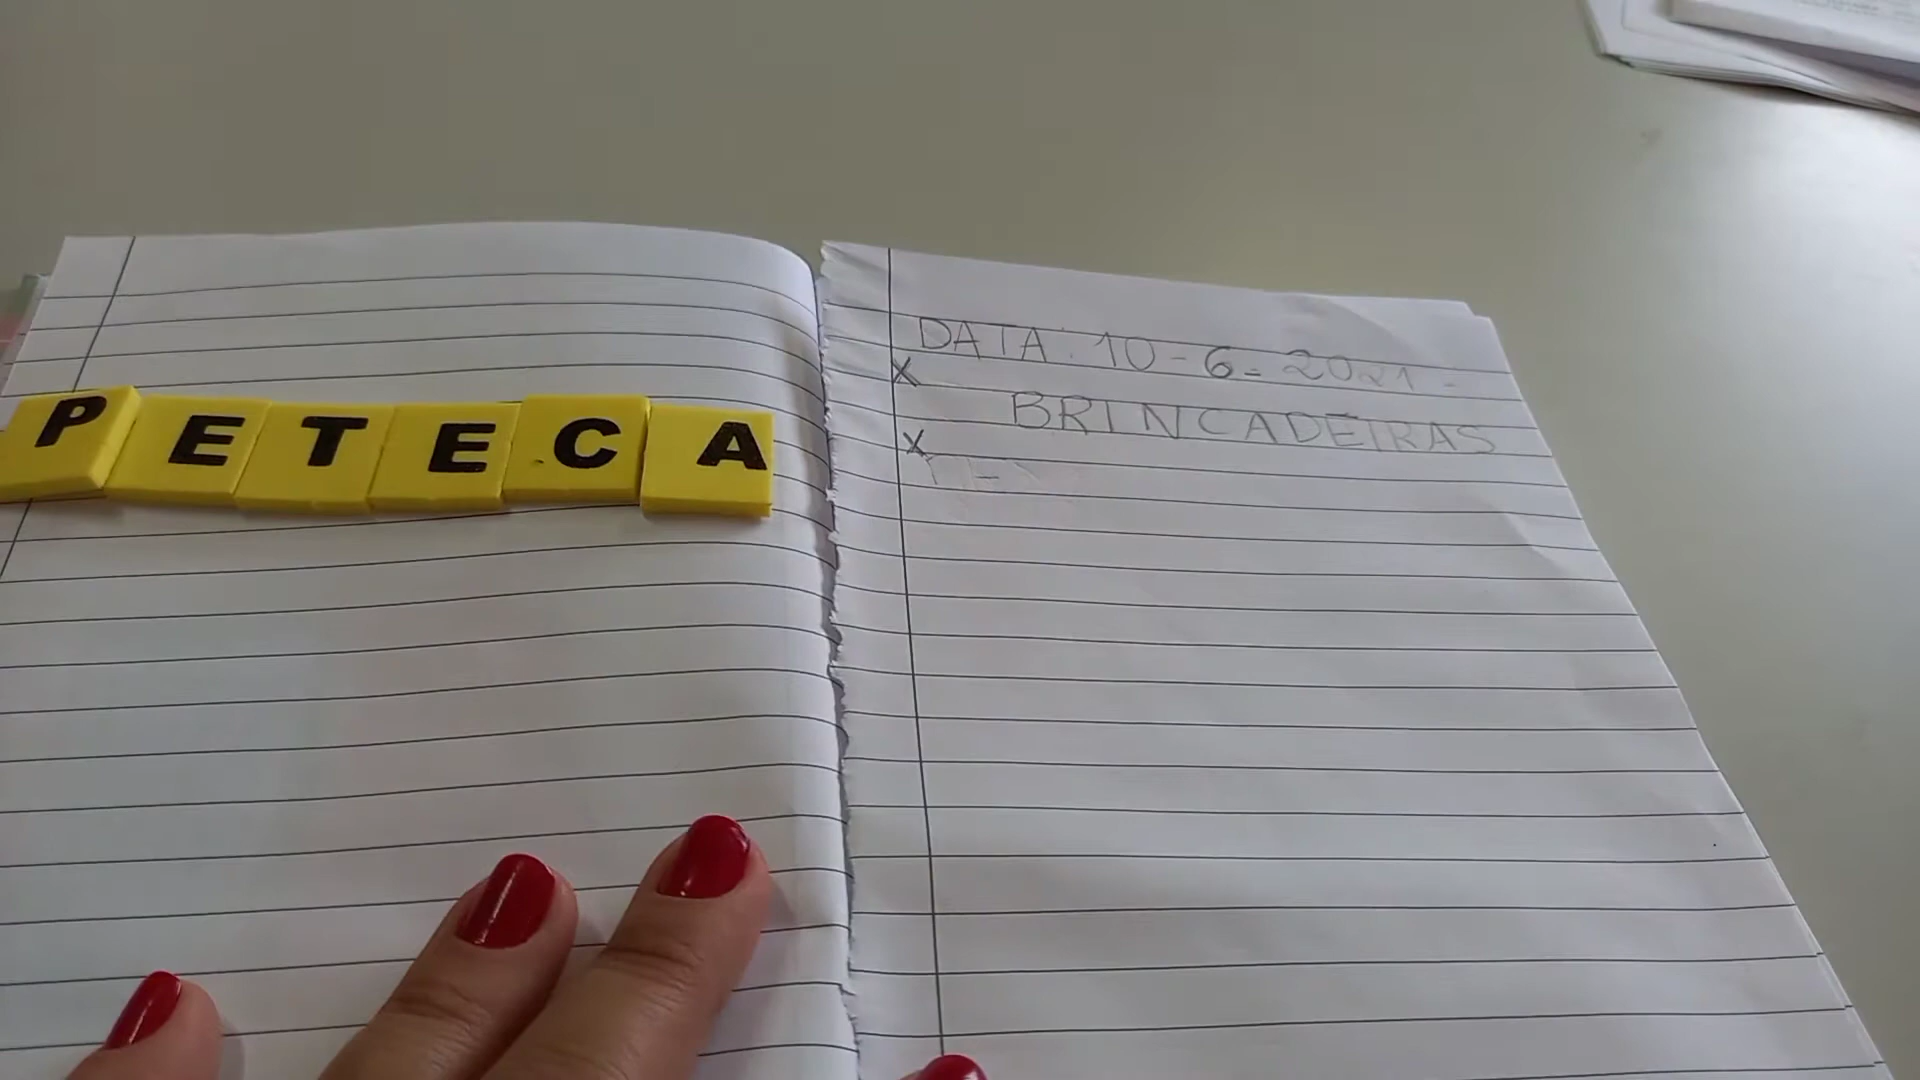 PETECA
DATA: 10-6-2021
X
BRINCADEIRAS
X